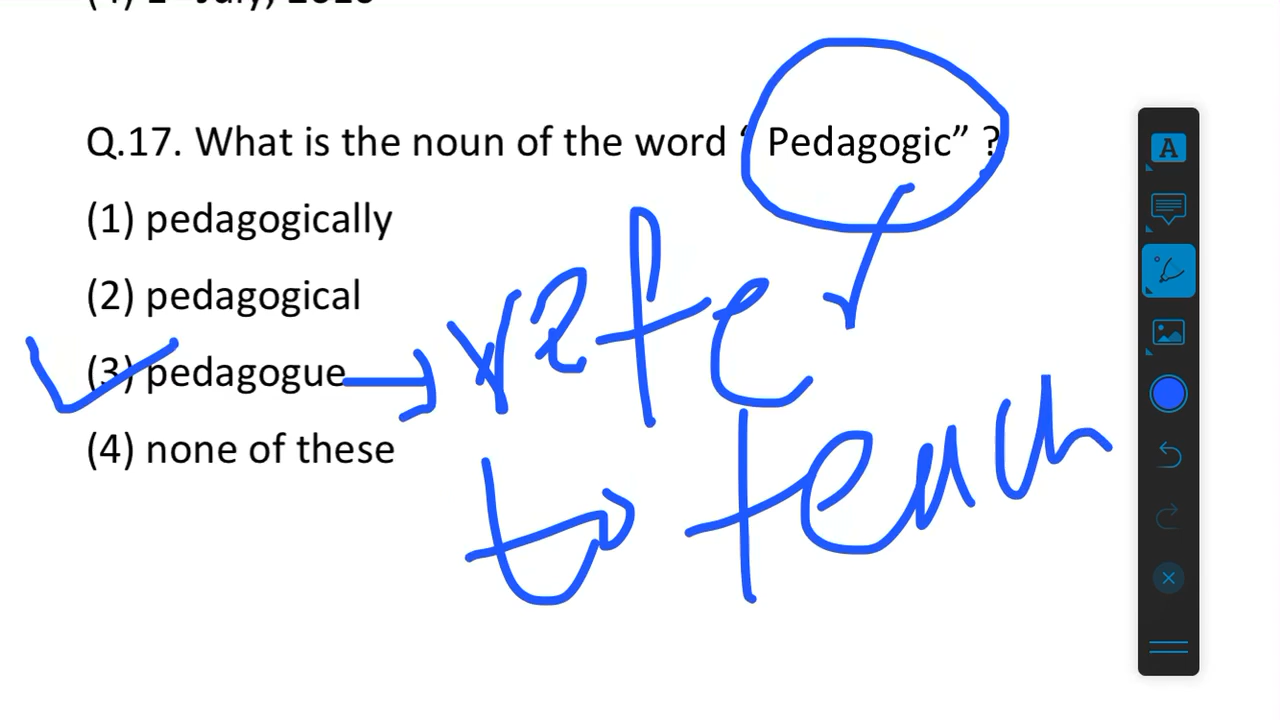 Q.17. What is the noun of the word “ Pedagogic” ?
(1) pedagogically
(2) pedagogical
(3) pedagogue
(4) none of these
refer
to teach
A